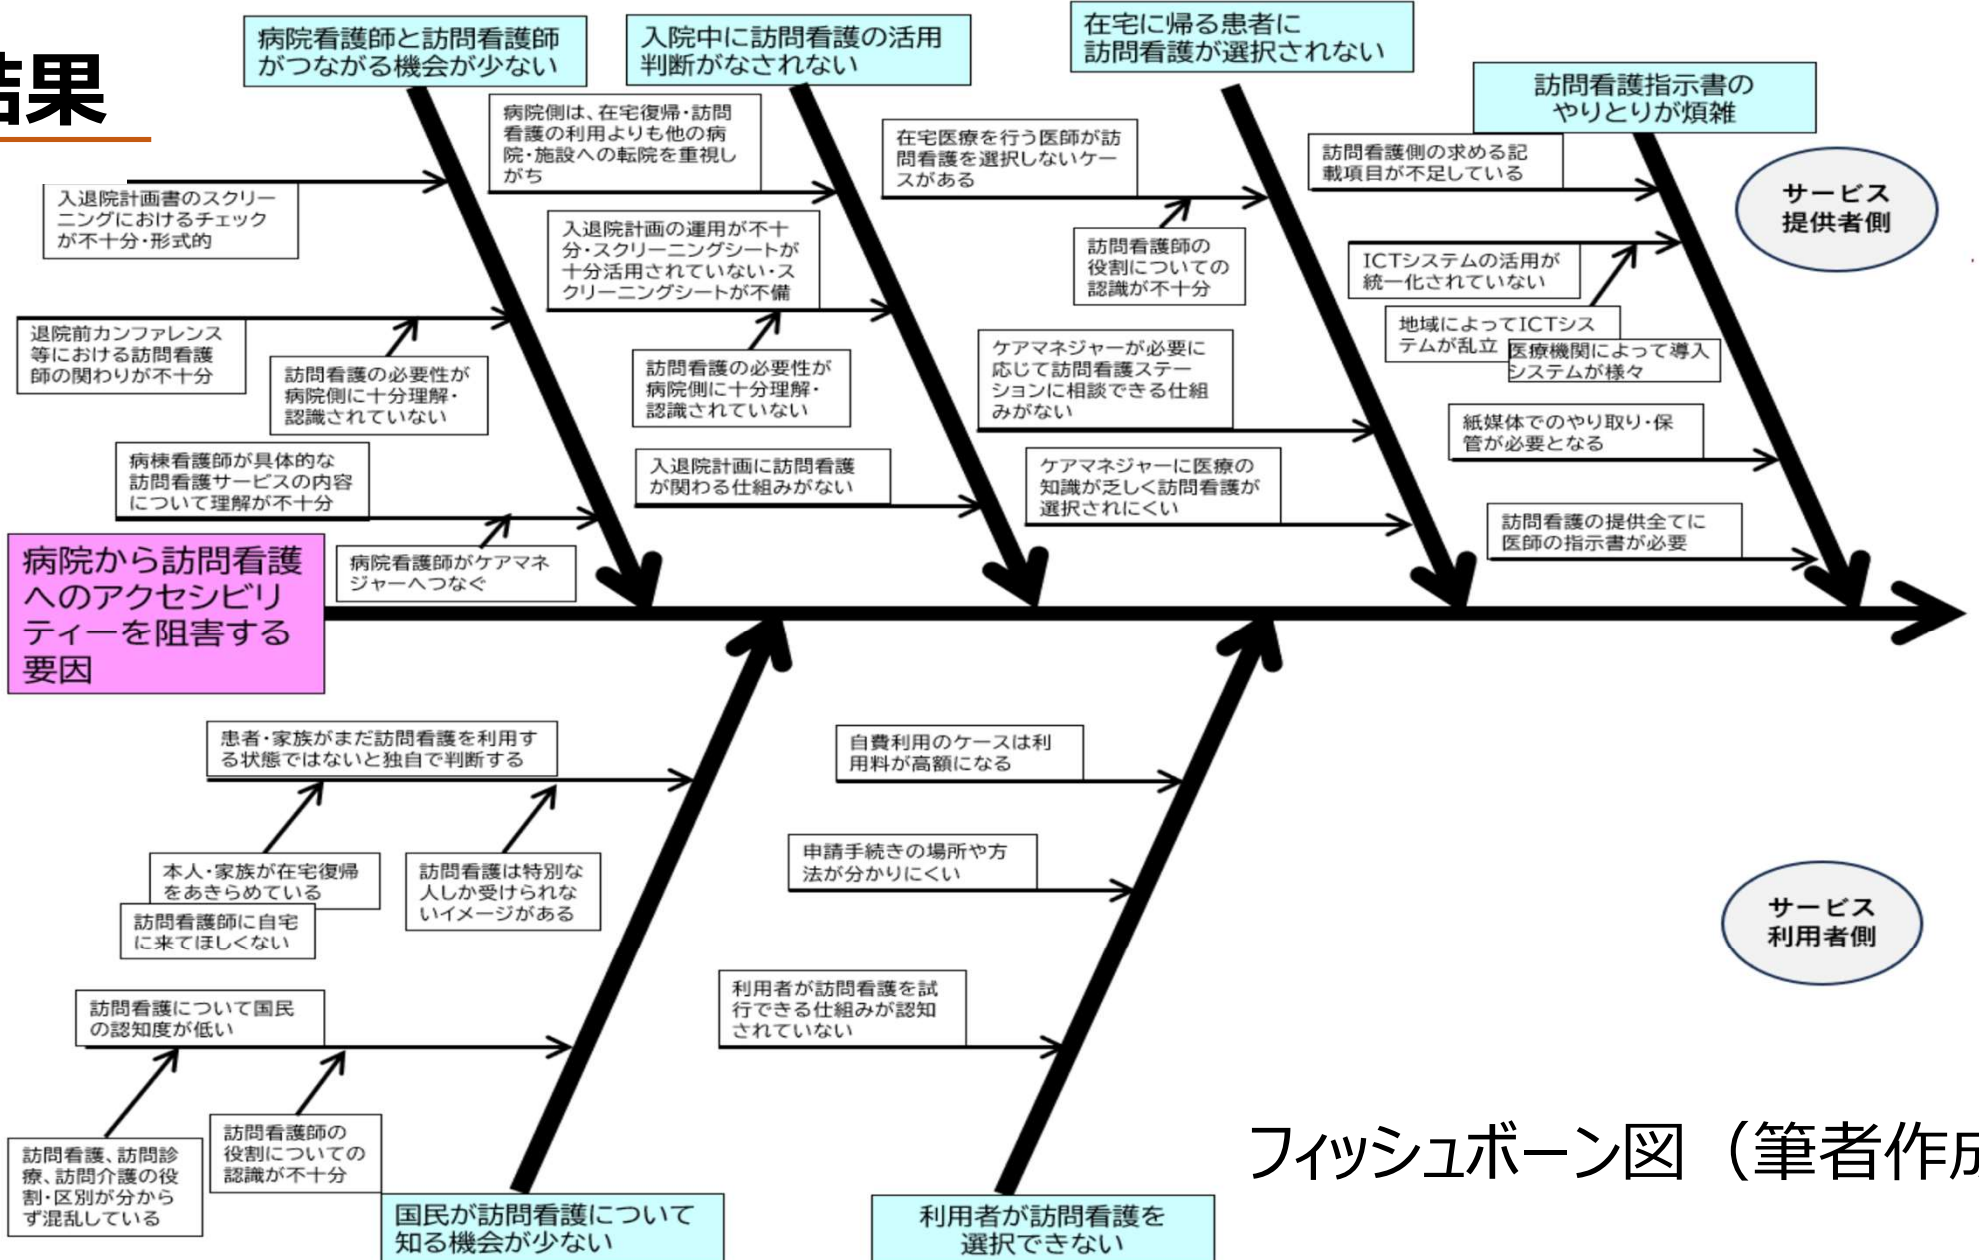 結果
病院看護師と訪問看護師
がつながる機会が少ない
入院中に訪問看護の活用
判断がなされない
在宅に帰る患者に
訪問看護が選択されない
訪問看護指示書の
やりとりが煩雑
サービス
提供者側
入退院計画書のスクリー
ニングにおけるチェック
が不十分・形式的
退院前カンファレンス
等における訪問看護
師の関わりが不十分
訪問看護の必要性が
病院側に十分理解・
認識されていない
病棟看護師が具体的な
訪問看護サービスの内容
について理解が不十分
病院看護師がケアマネ
ジャーへつなぐ
病院側は、在宅復帰・訪問
看護の利用よりも他の病
院・施設への転院を重視し
がち
入退院計画の運用が不十
分・スクリーニングシートが
十分活用されていない・ス
クリーニングシートが不備
訪問看護の必要性が
病院側に十分理解・
認識されていない
入退院計画に訪問看護
が関わる仕組みがない
在宅医療を行う医師が訪
問看護を選択しないケー
スがある
訪問看護師の
役割についての
認識が不十分
ケアマネジャーが必要に
応じて訪問看護ステー
ションに相談できる仕組
みがない
ケアマネジャーに医療の
知識が乏しく訪問看護が
選択されにくい
訪問看護側の求める記
載項目が不足している
ICTシステムの活用が
統一化されていない
地域によってICTシス
テムが乱立
医療機関によって導入
システムが様々
紙媒体でのやり取り・保
管が必要となる
訪問看護の提供全てに
医師の指示書が必要
病院から訪問看護
へのアクセシビリ
ティーを阻害する
要因
患者・家族がまだ訪問看護を利用す
る状態ではないと独自で判断する
本人・家族が在宅復帰
をあきらめている
訪問看護師に自宅
に来てほしくない
訪問看護は特別な
人しか受けられな
いイメージがある
訪問看護について国民
の認知度が低い
訪問看護、訪問診
療、訪問介護の役
割・区別が分から
ず混乱している
訪問看護師の
役割についての
認識が不十分
国民が訪問看護について
知る機会が少ない
自費利用のケースは利
用料が高額になる
申請手続きの場所や方
法が分かりにくい
利用者が訪問看護を試
行できる仕組みが認知
されていない
利用者が訪問看護を
選択できない
サービス
利用者側
フィッシュボーン図（筆者作成